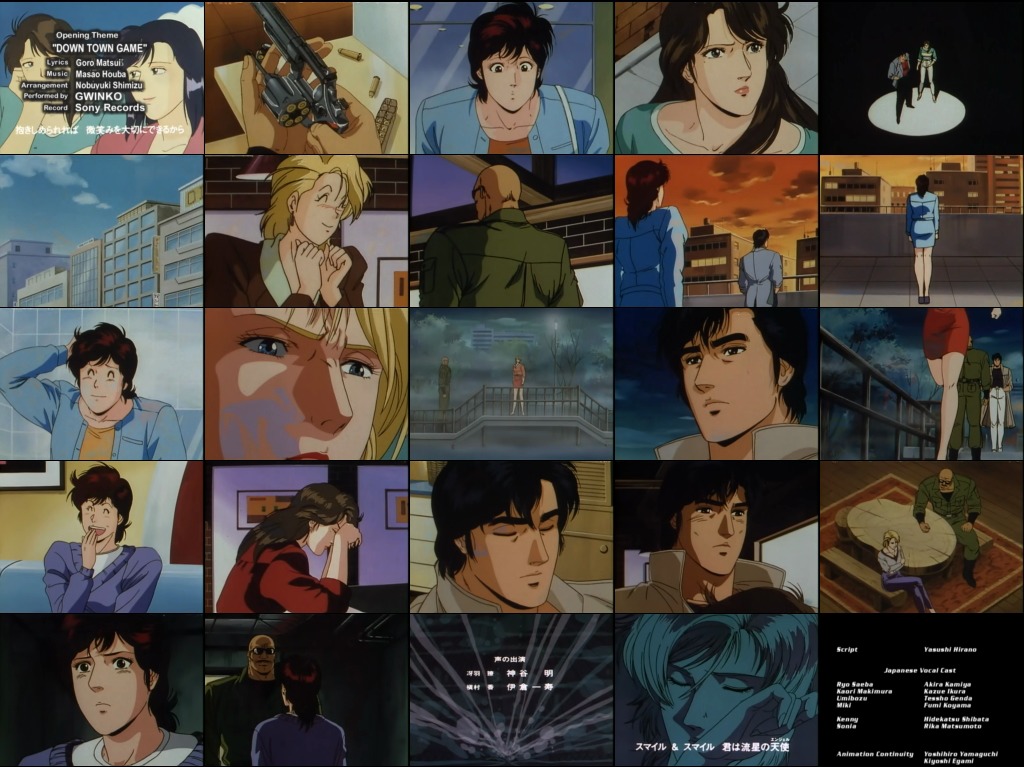 Opening Theme
"DOWN TOWN GAME"
Lyrics Goro Matsui
Music Masao Houba
Arrangement Nobuyuki Shimizu
Performed by GWINKO
Record Sony Records
抱きしめられれば 微笑みを大切にできるから
声の出演
冴羽 獠 神谷 明
槇村 香 伊倉一寿
スマイル & スマイル 君は流星の天使
エンジェル
Script Yasushi Hirano
Japanese Vocal Cast
Ryo Saeba Akira Kamiya
Kaori Makimura Kazue Ikura
Umibozu Tessho Genda
Miki Fumi Koyama
Kenny Hidekatsu Shibata
Sonia Rika Matsumoto
Animation Continuity Yoshihiro Yamaguchi
Kiyoshi Egami